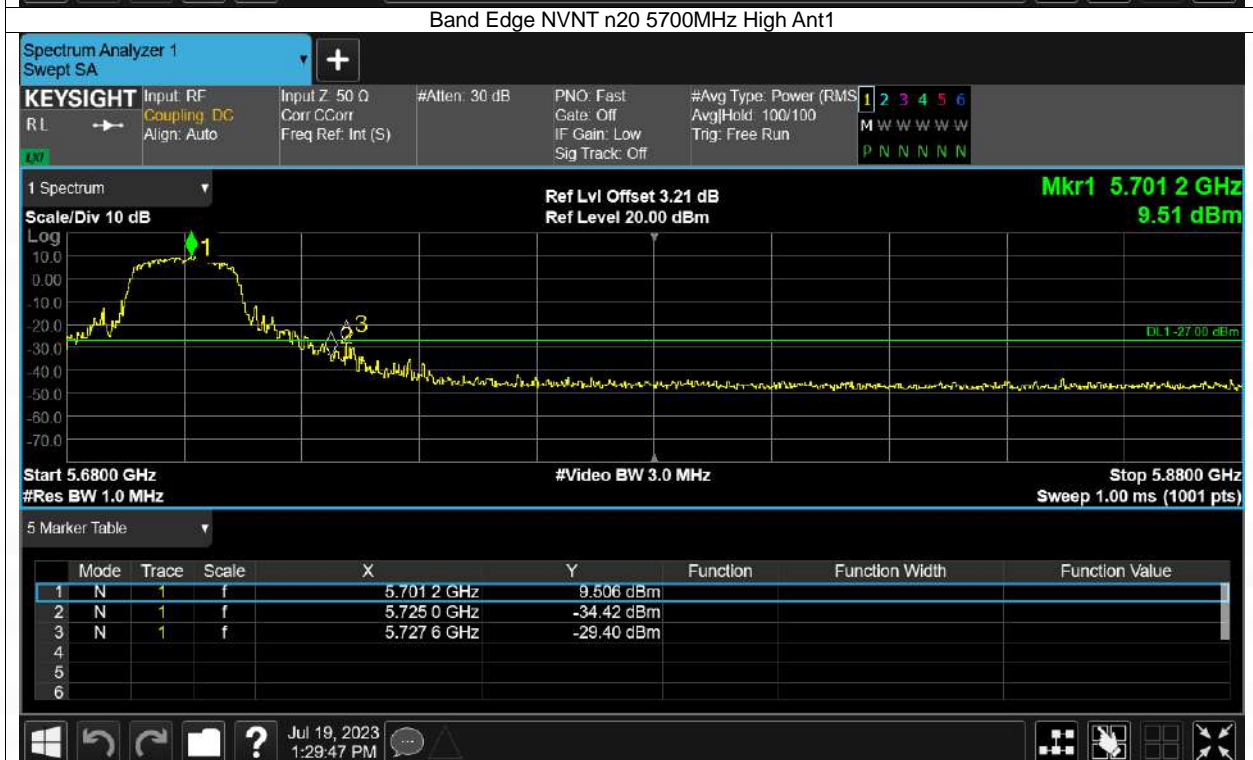 Band Edge NVNT n20 5700MHz High Ant1
Spectrum Analyzer 1
Swept SA
+
KEYSIGHT Input: RF Input Z: 50 Ω #Atten: 30 dB PNO: Fast #Avg Type: Power (RMS 1 2 3 4 5 6
RL Coupling: DC Corr CCorr Gate: Off Avg|Hold: 100/100 M W W W W W
Align: Auto Freq Ref: Int (S) IF Gain: Low Trig: Free Run
LXI Sig Track: Off P N N N N N
1 Spectrum
Ref Lvl Offset 3.21 dB Mkr1 5.701 2 GHz
Scale/Div 10 dB Ref Level 20.00 dBm 9.51 dBm
Log
1
10.0
0.00
-10.0
-20.0
2 3
DL1 -27.00 dBm
-30.0
-40.0
-50.0
-60.0
-70.0
Start 5.6800 GHz #Video BW 3.0 MHz Stop 5.8800 GHz
#Res BW 1.0 MHz Sweep 1.00 ms (1001 pts)
5 Marker Table
Mode Trace Scale X Y Function Function Width Function Value
1 N 1 f 5.701 2 GHz 9.506 dBm
2 N 1 f 5.725 0 GHz -34.42 dBm
3 N 1 f 5.727 6 GHz -29.40 dBm
4
5
6
? Jul 19, 2023
1:29:47 PM